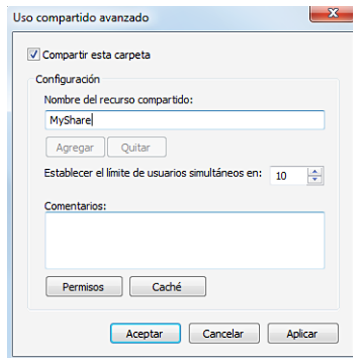 Uso compartido avanzado
Compartir esta carpeta
Configuración
Nombre del recurso compartido:
MyShare
Agregar Quitar
Establecer el límite de usuarios simultáneos en: 10
Comentarios:
Permisos Caché
Aceptar Cancelar Aplicar